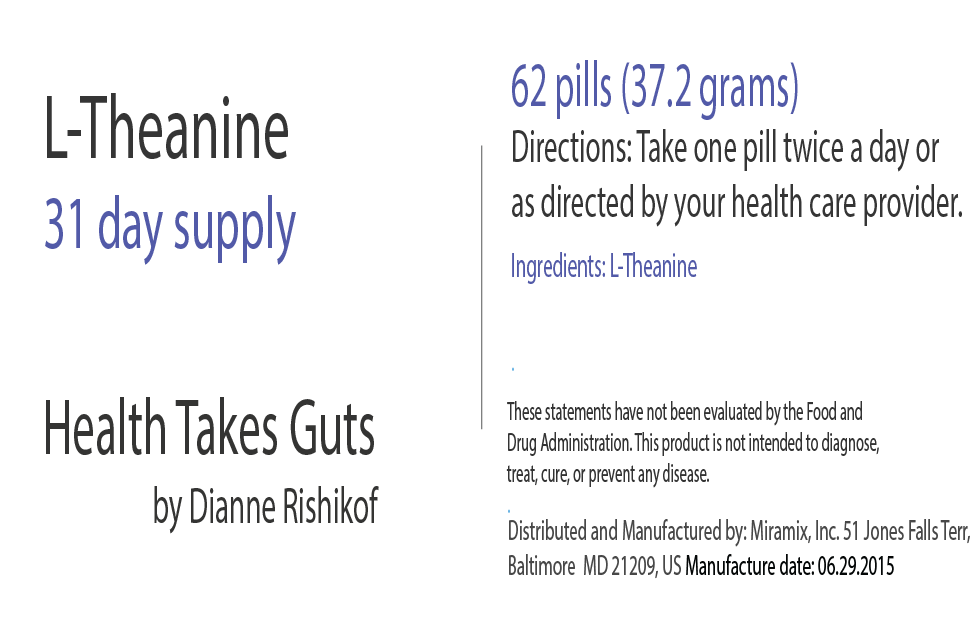 L-Theanine
31 day supply
Health Takes Guts
by Dianne Rishikof
62 pills (37.2 grams)
Directions: Take one pill twice a day or
as directed by your health care provider.
Ingredients: L-Theanine
.
These statements have not been evaluated by the Food and
Drug Administration. This product is not intended to diagnose,
treat, cure, or prevent any disease.
.
Distributed and Manufactured by: Miramix, Inc. 51 Jones Falls Terr,
Baltimore MD 21209, US Manufacture date: 06.29.2015